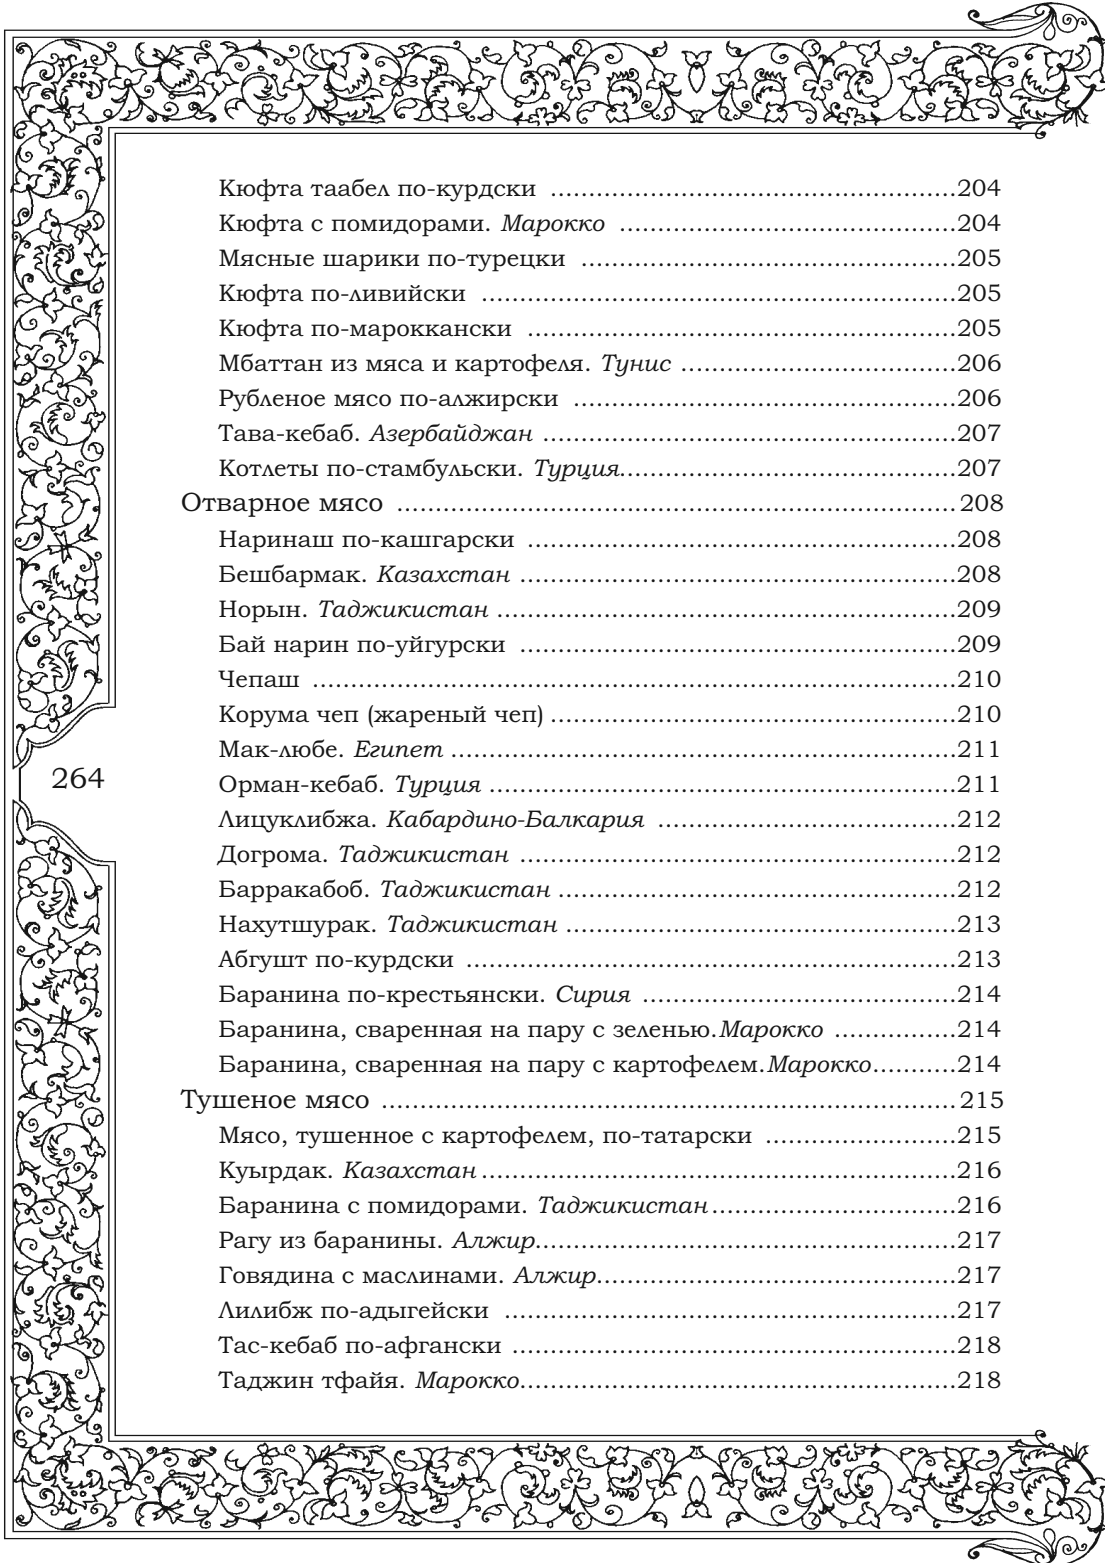 Кюфта таабел по-курдски ....................................................204
Кюфта с помидорами. Марокко ...........................................204
Мясные шарики по-турецки ................................................205
Кюфта по-ливийски .............................................................205
Кюфта по-мароккански .......................................................205
Мбаттан из мяса и картофеля. Тунис ...................................206
Рубленое мясо по-алжирски .................................................206
Тава-кебаб. Азербайджан ......................................................207
Котлеты по-стамбульски. Турция...........................................207
Отварное мясо ........................................................................208
Наринаш по-кашгарски .......................................................208
Бешбармак. Казахстан .........................................................208
Норын. Таджикистан ............................................................209
Бай нарин по-уйгурски ........................................................209
Чепаш ...................................................................................210
Корума чеп (жареный чеп) ....................................................210
Мак-любе. Египет .................................................................211
264
Орман-кебаб. Турция ............................................................211
Лицуклибжа. Кабардино-Балкария ......................................212
Догрома. Таджикистан ........................................................212
Барракабоб. Таджикистан ...................................................212
Нахутшурак. Таджикистан ..................................................213
Абгушт по-курдски ...............................................................213
Баранина по-крестьянски. Сирия ........................................214
Баранина, сваренная на пару с зеленью.Марокко ................214
Баранина, сваренная на пару с картофелем.Марокко...........214
Тушеное мясо ..........................................................................215
Мясо, тушенное с картофелем, по-татарски .........................215
Куырдак. Казахстан .............................................................216
Баранина с помидорами. Таджикистан ................................216
Рагу из баранины. Алжир......................................................217
Говядина с маслинами. Алжир..............................................217
Лилибж по-адыгейски ..........................................................217
Тас-кебаб по-афгански .........................................................218
Таджин тфайя. Марокко........................................................218